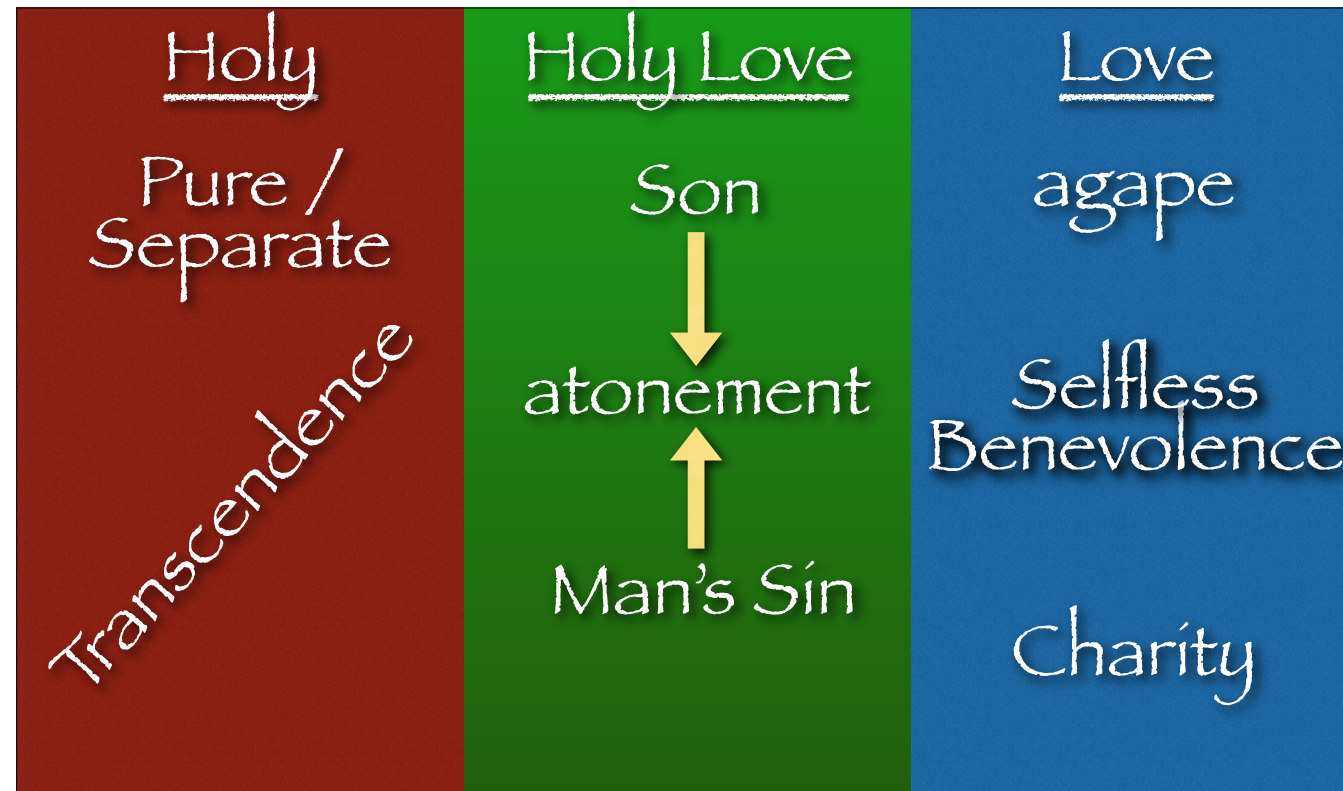 Holy
Pure /
Separate
Transcendence
Holy Love
Son
atonement
Man's Sin
Love
agape
Selfless
Benevolence
Charity